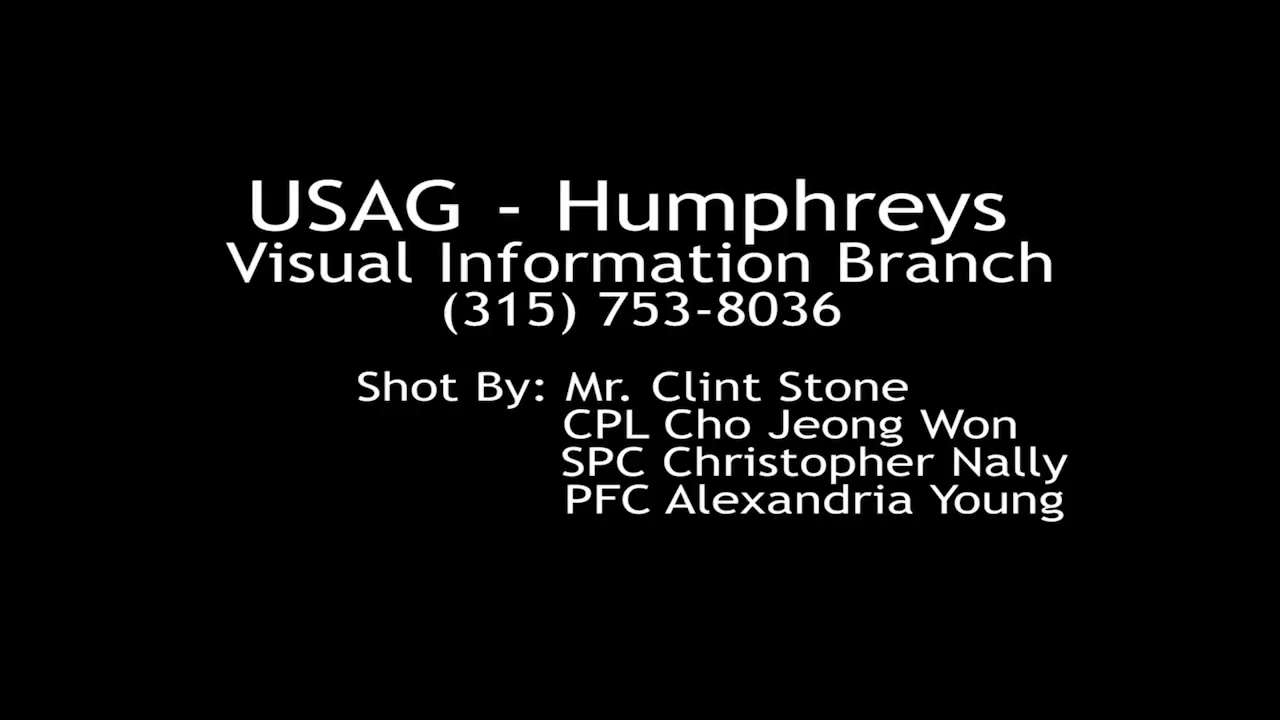 USAG - Humphreys
Visual Information Branch
(315) 753-8036
Shot By: Mr. Clint Stone
CPL Cho Jeong Won
SPC Christopher Nally
PFC Alexandria Young